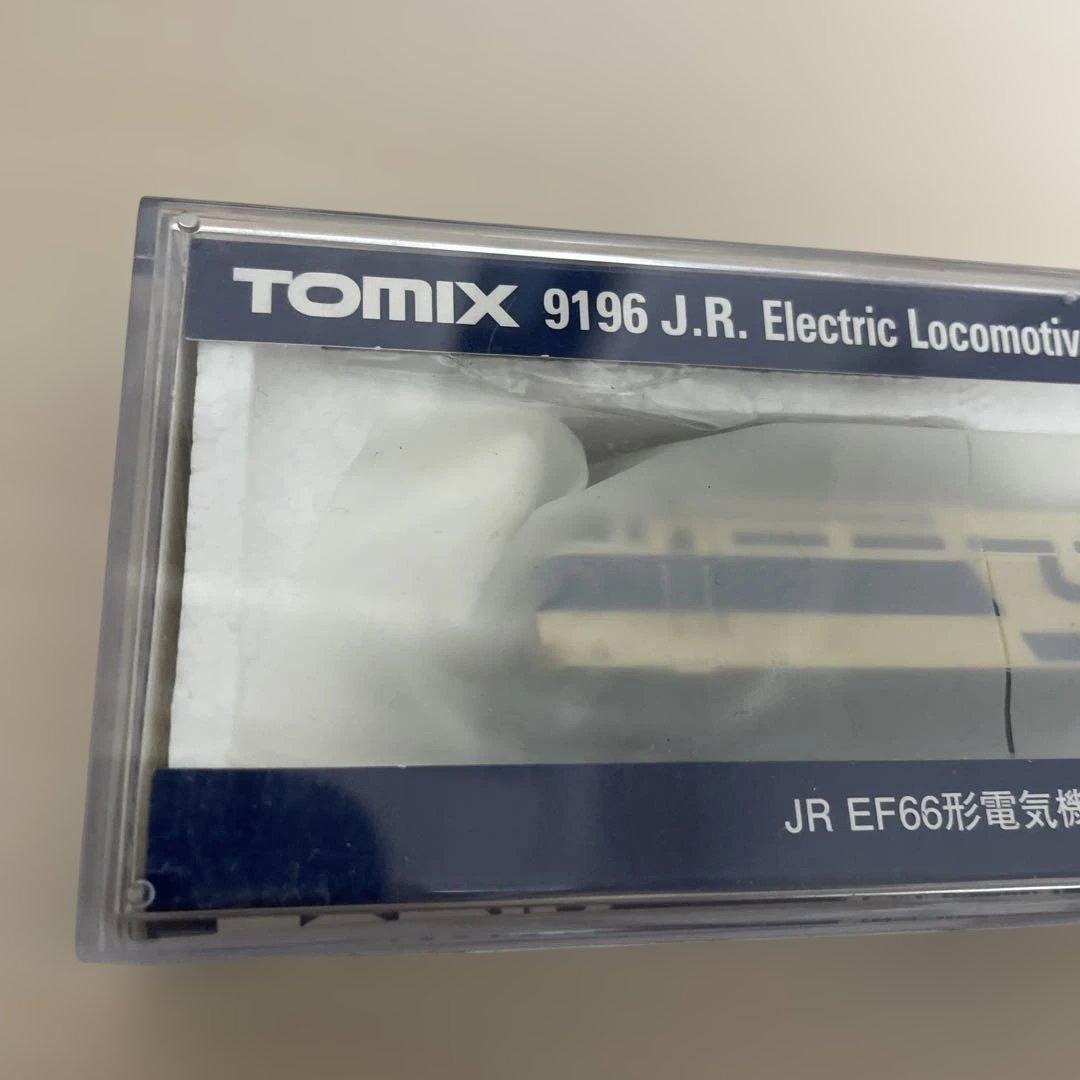 TOMIX 9196 J.R. Electric Locomotiv
JR EF66形電気機